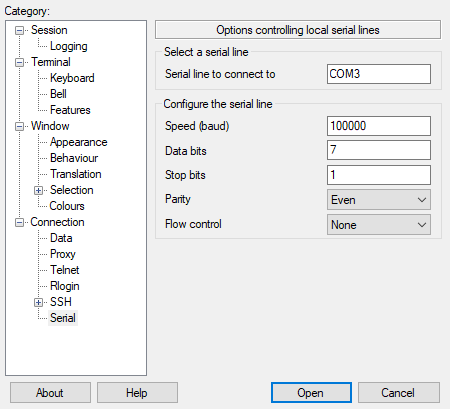 Category:
Session
Logging
Terminal
Keyboard
Bell
Features
Window
Appearance
Behaviour
Translation
Selection
Colours
Connection
Data
Proxy
Telnet
Rlogin
SSH
Serial
Options controlling local serial lines
Select a serial line
Serial line to connect to COM3
Configure the serial line
Speed (baud) 100000
Data bits 7
Stop bits 1
Parity Even
Flow control None
About Help Open Cancel